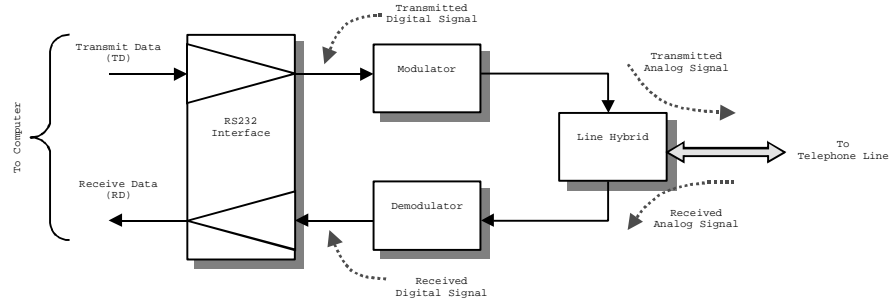 Transmitted
Digital Signal
Transmit Data
(TD)
Modulator
Transmitted
Analog Signal
To Computer
RS232
Interface
Line Hybrid
To
Telephone Line
Receive Data
(RD)
Demodulator
Received
Analog Signal
Received
Digital Signal